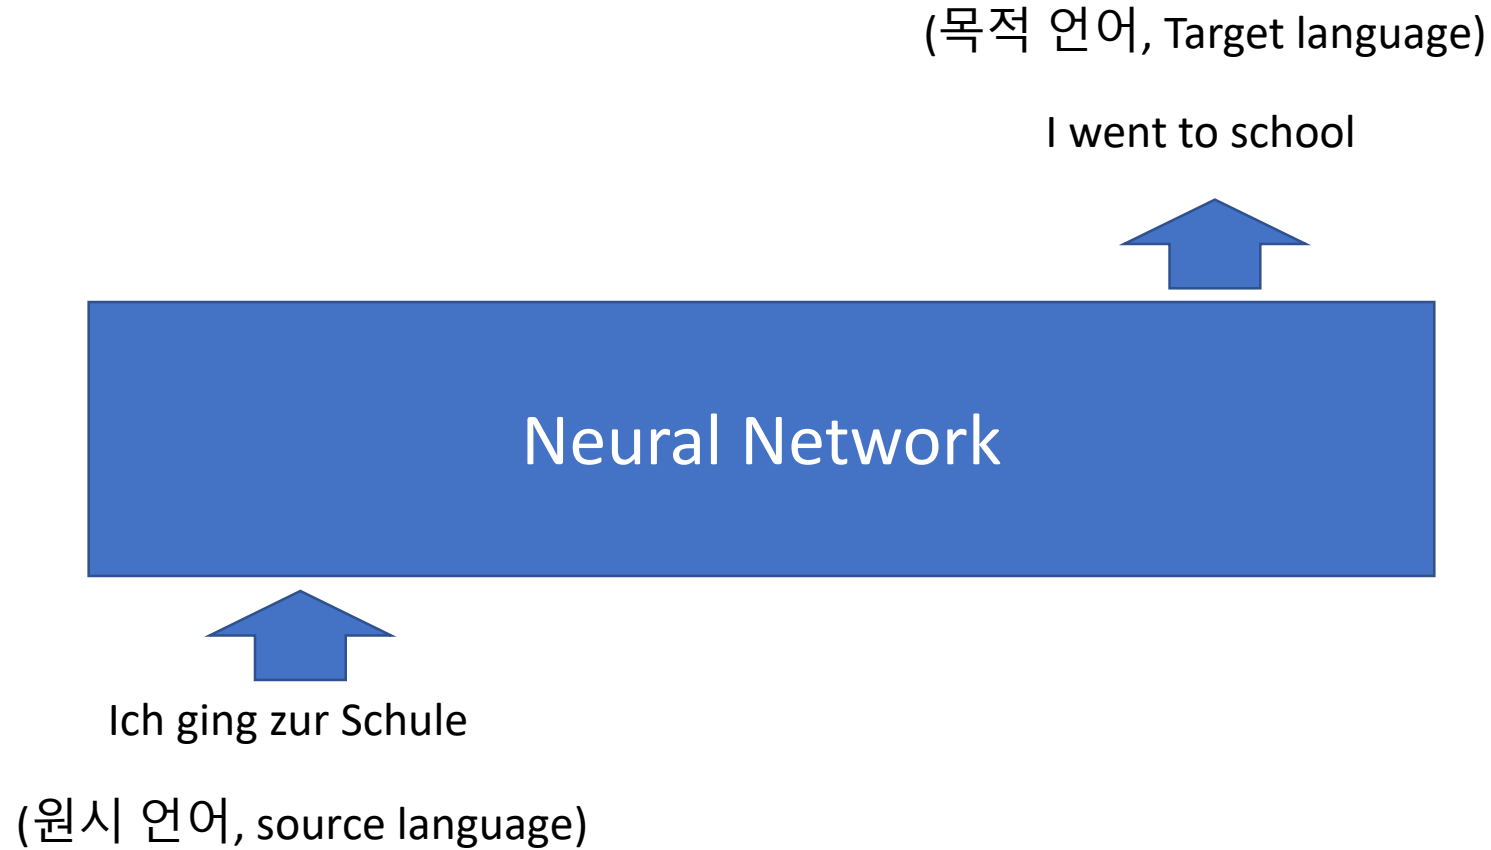 (목적 언어, Target language)
I went to school
Neural Network
Ich ging zur Schule
(원시 언어, source language)